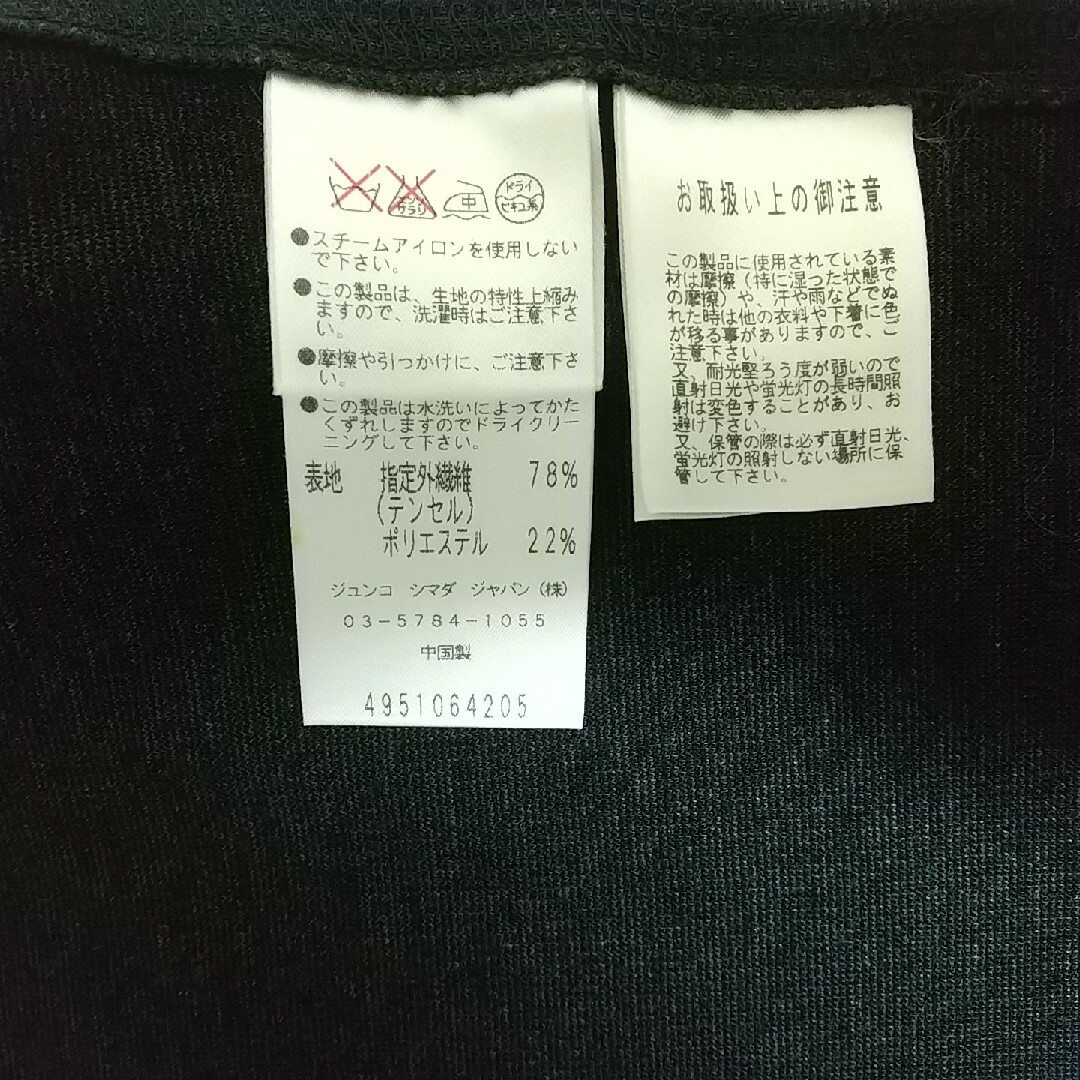 エンソ
サラシ
中
ドライ
セキユ系
●スチームアイロンを使用しない
で下さい。
●この製品は、生地の特性上縮み
ますので、洗濯時はご注意下さ
い。
●摩擦や引っかけに、ご注意下さ
い。
●この製品は水洗いによってかた
くずれしますのでドライクリー
ニングして下さい。
表地 指定外繊維 78%
(テンセル)
ポリエステル 22%
ジュンコ シマダ ジャパン(株)
03-5784-1055
中国製
4951064205
お取扱い上の御注意
この製品に使用されている素
材は摩擦(特に湿った状態で
の摩擦)や、汗や雨などでぬ
れた時は他の衣料や下着に色
が移る事がありますので、ご
注意下さい。
又、耐光堅ろう度が弱いので
直射日光や蛍光灯の長時間照
射は変色することがあり、お
避け下さい。
又、保管の際は必ず直射日光、
蛍光灯の照射しない場所に保
管して下さい。